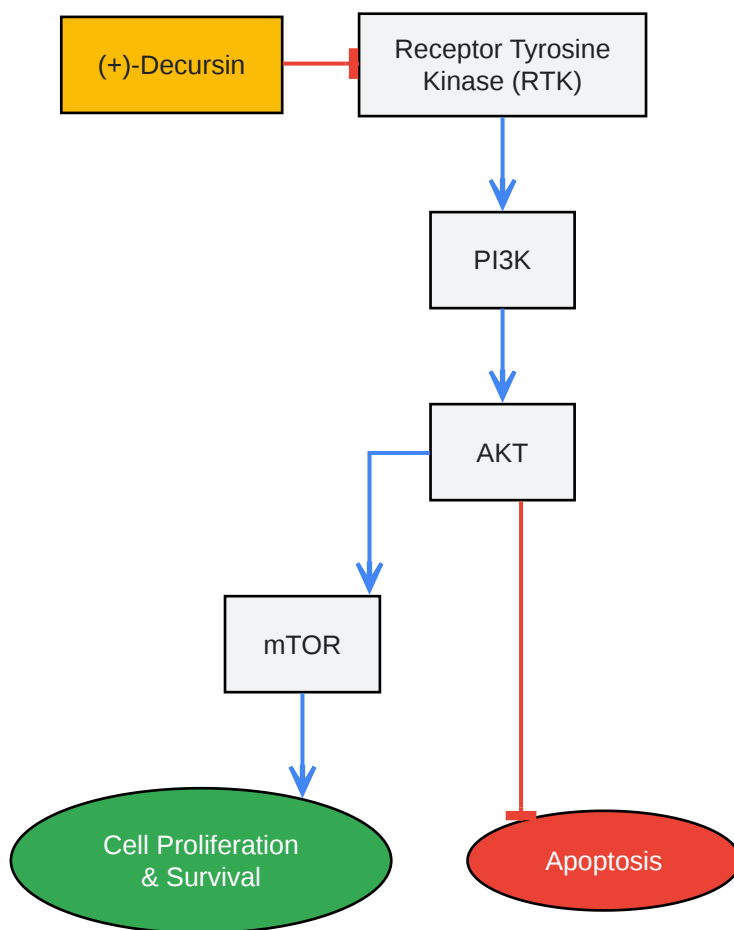 (+)-Decursin
Receptor Tyrosine
Kinase (RTK)
PI3K
AKT
mTOR
Cell Proliferation
& Survival
Apoptosis